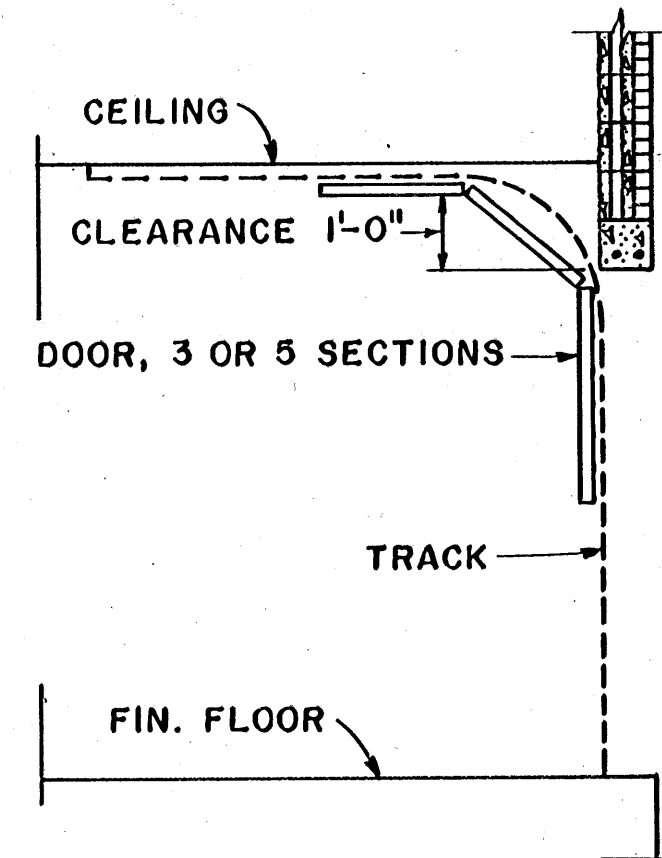 CEILING
CLEARANCE 1'-0"
DOOR, 3 OR 5 SECTIONS
TRACK
FIN. FLOOR